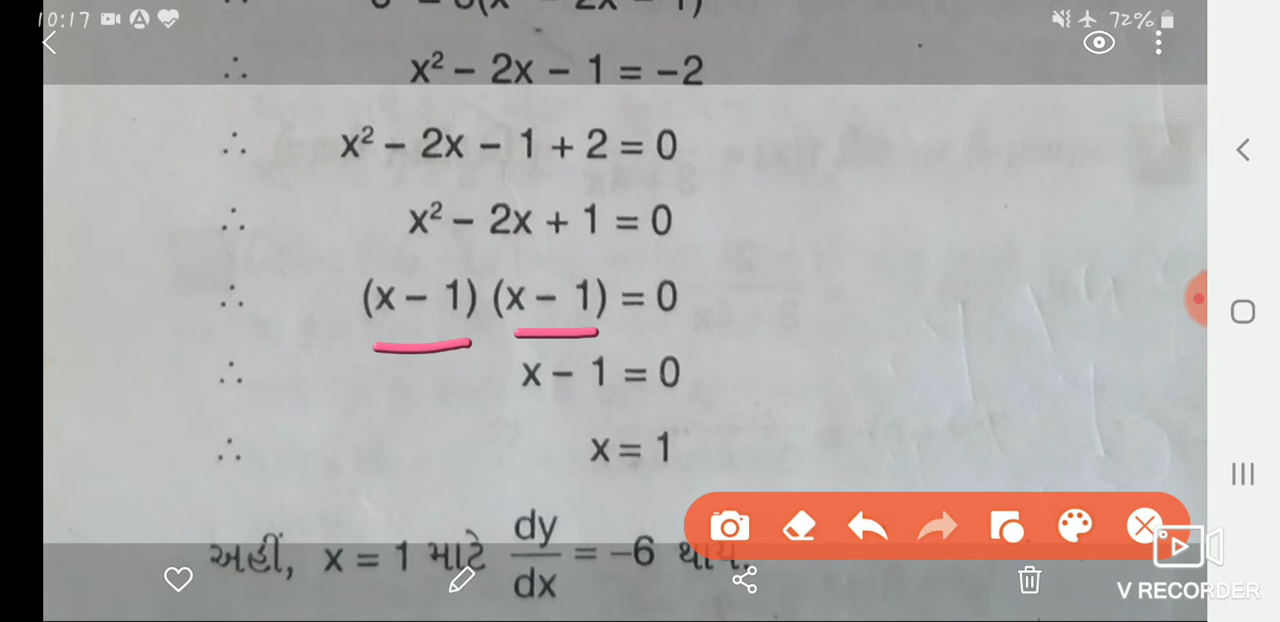 10:17 72%
∴ x² − 2x − 1 = −2
∴ x² − 2x − 1 + 2 = 0
∴ x² − 2x + 1 = 0
∴ (x − 1) (x − 1) = 0
∴ x − 1 = 0
∴ x = 1
અહીં, x = 1 માટે dy/dx = −6 થાય.
V RECORDER